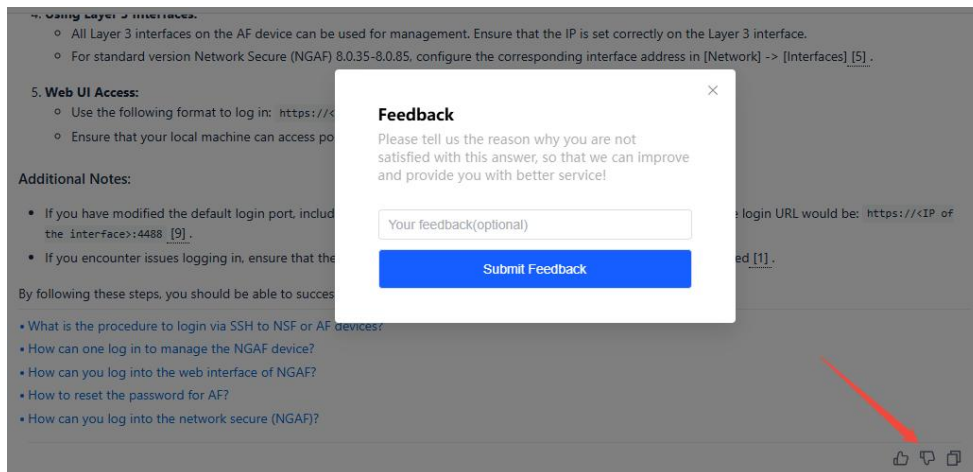 4. Using Layer 3 Interfaces:
All Layer 3 interfaces on the AF device can be used for management. Ensure that the IP is set correctly on the Layer 3 interface.
For standard version Network Secure (NGAF) 8.0.35-8.0.85, configure the corresponding interface address in [Network] -> [Interfaces] [5] .
5. Web UI Access:
Use the following format to log in: https://<
Ensure that your local machine can access po
Additional Notes:
If you have modified the default login port, includ
login URL would be: https://<IP of
the interface>:4488 [9] .
If you encounter issues logging in, ensure that the
ed [1] .
By following these steps, you should be able to succes
Feedback
Please tell us the reason why you are not
satisfied with this answer, so that we can improve
and provide you with better service!
Your feedback(optional)
Submit Feedback
• What is the procedure to login via SSH to NSF or AF devices?
• How can one log in to manage the NGAF device?
• How can you log into the web interface of NGAF?
• How to reset the password for AF?
• How can you log into the network secure (NGAF)?